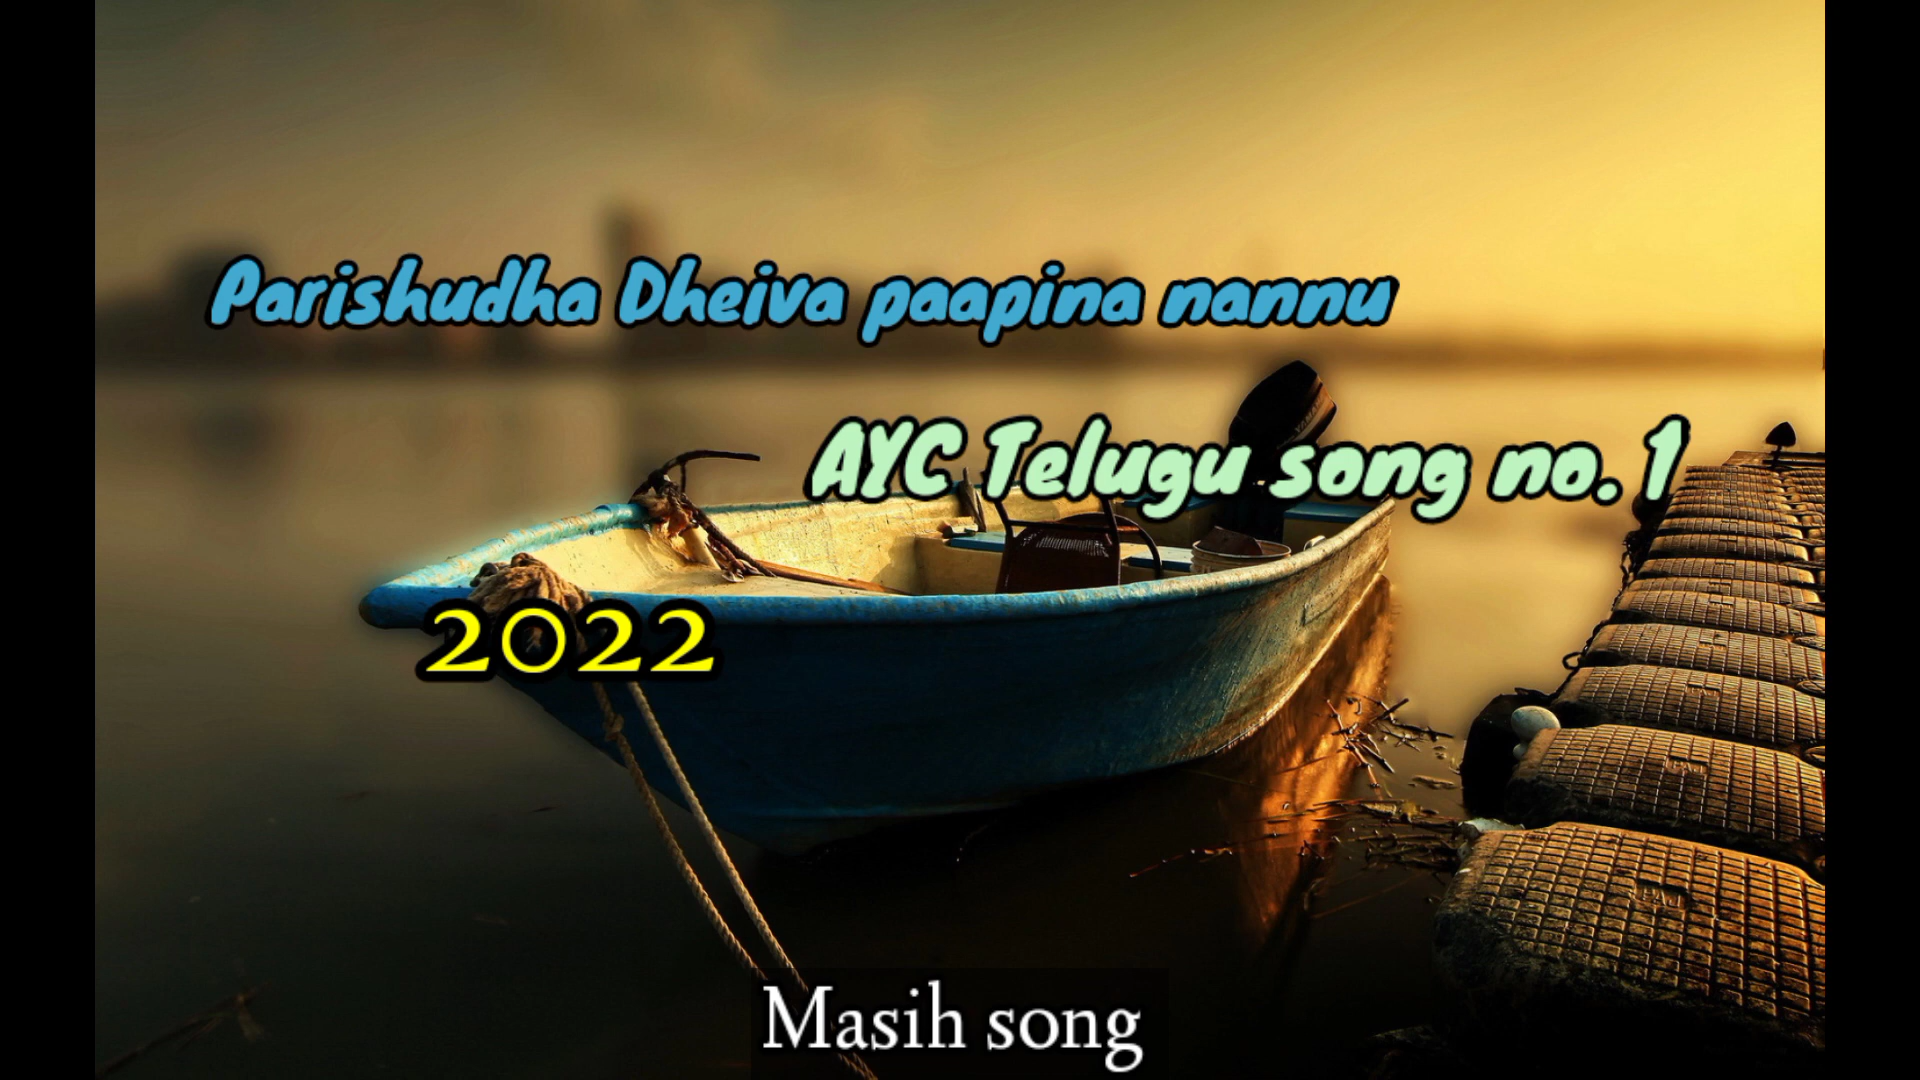 Parishudha Dheiva paapina nannu
AYC Telugu song no. 1
2022
Masih song